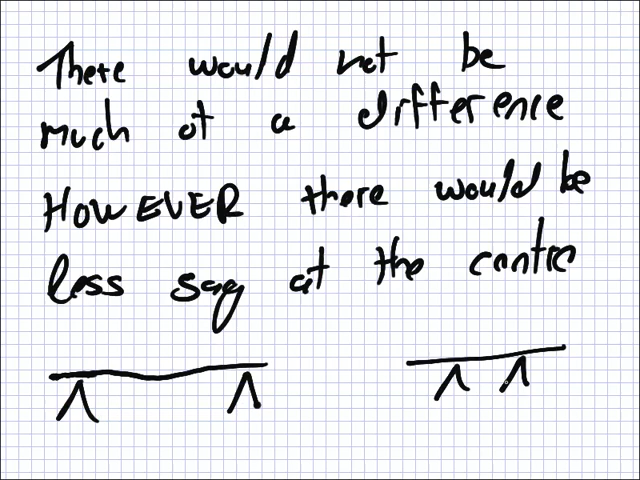 There would not be
much of a difference
HOWEVER there would be
less sag at the centre